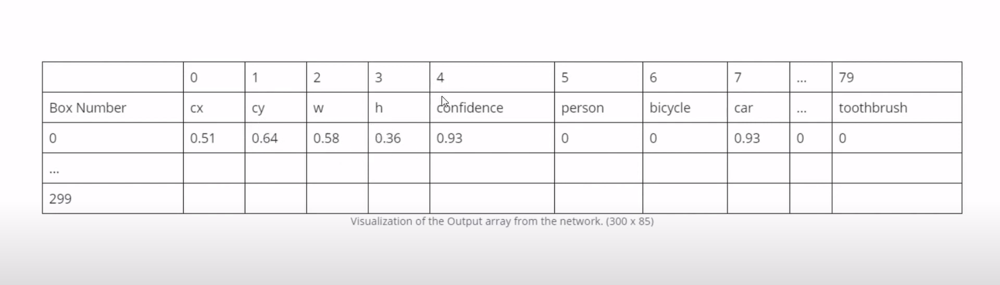 0 1 2 3 4 5 6 7 ... 79
Box Number cx cy w h confidence person bicycle car ... toothbrush
0 0.51 0.64 0.58 0.36 0.93 0 0 0.93 0 0
...
299
Visualization of the Output array from the network. (300 x 85)